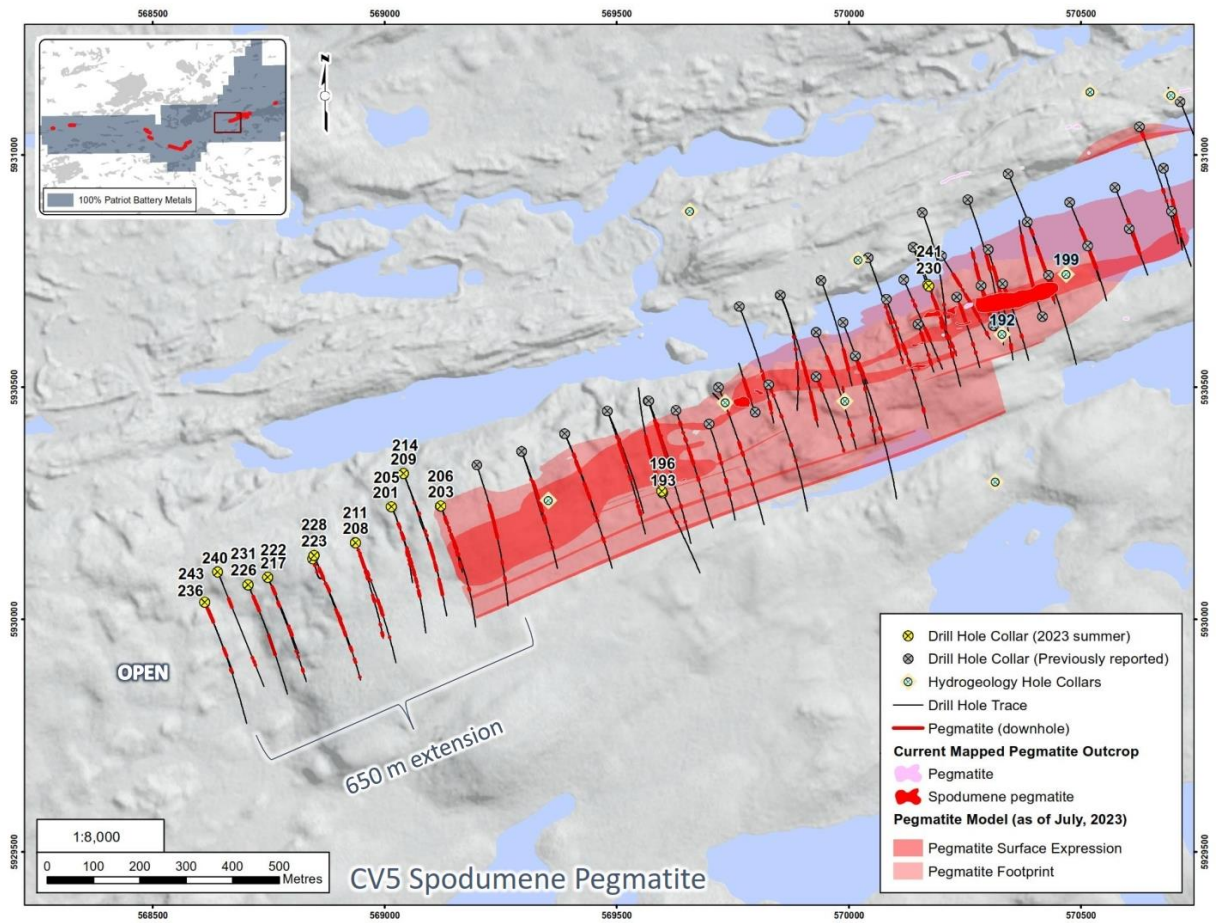 568500 569000 569500 570000 570500
5931000
5930500
5930000
5929500
100% Patriot Battery Metals
N
241
230
199
192
196
193
214
209
205
201
206
203
211
208
228
223
222
217
231
226
240
243
236
OPEN
650 m extension
Drill Hole Collar (2023 summer)
Drill Hole Collar (Previously reported)
Hydrogeology Hole Collars
Drill Hole Trace
Pegmatite (downhole)
Current Mapped Pegmatite Outcrop
Pegmatite
Spodumene pegmatite
Pegmatite Model (as of July, 2023)
Pegmatite Surface Expression
Pegmatite Footprint
1:8,000
0 100 200 300 400 500
Metres
CV5 Spodumene Pegmatite
5931000
5930500
5930000
5929500
568500 569000 569500 570000 570500